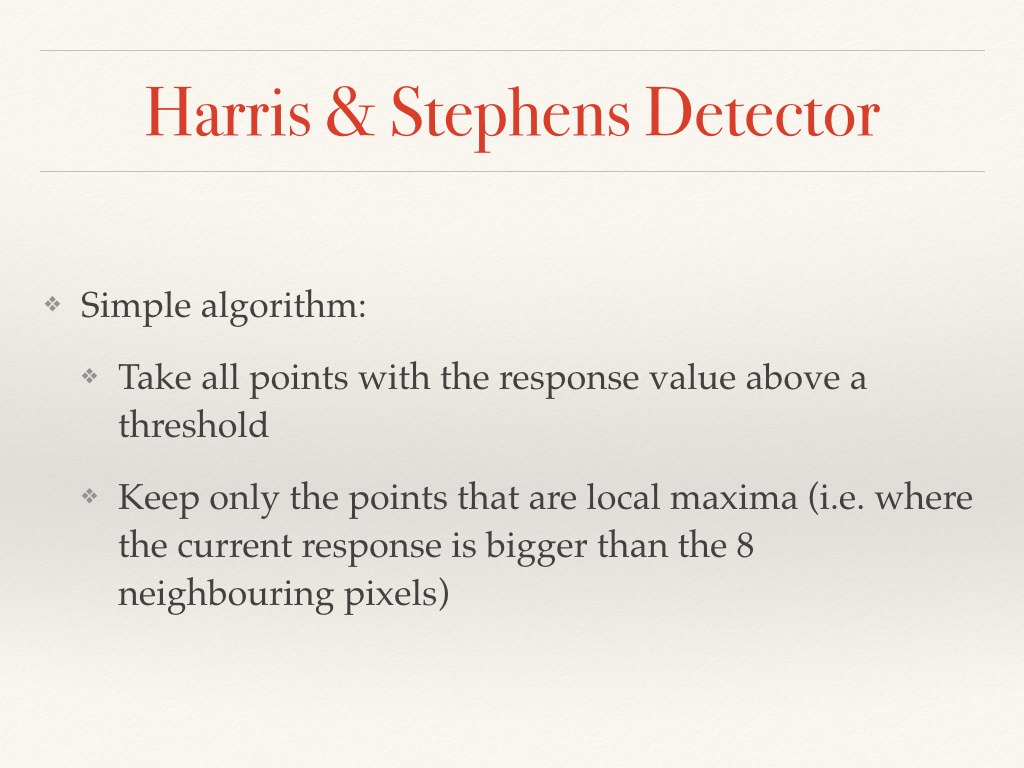 Harris & Stephens Detector
❖ Simple algorithm:
❖ Take all points with the response value above a
threshold
❖ Keep only the points that are local maxima (i.e. where
the current response is bigger than the 8
neighbouring pixels)